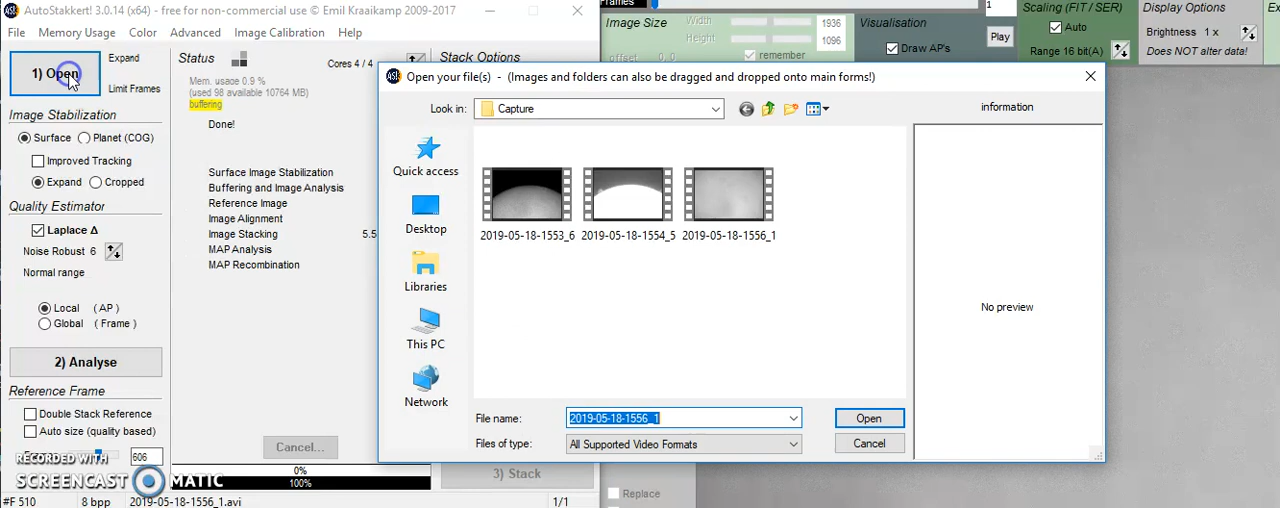 AutoStakkert! 3.0.14 (x64) - free for non-commercial use © Emil Kraaikamp 2009-2017
File Memory Usage Color Advanced Image Calibration Help
1) Open
Expand
Limit Frames
Image Stabilization
Surface Planet (COG)
Improved Tracking
Expand Cropped
Quality Estimator
Laplace Δ
Noise Robust 6
Normal range
Local ( AP )
Global ( Frame )
2) Analyse
Reference Frame
Double Stack Reference
Auto size (quality based)
606
RECORDED WITH
SCREENCAST MATIC
#F 510 8 bpp 2019-05-18-1556_1.avi 1/1
Status
Cores 4 / 4
Mem. usage 0.9 %
(used 98 available 10764 MB)
buffering
Done!
Surface Image Stabilization
Buffering and Image Analysis
Reference Image
Image Alignment
Image Stacking 5.5
MAP Analysis
MAP Recombination
Cancel...
0%
100%
Stack Options
3) Stack
Open your file(s) - (Images and folders can also be dragged and dropped onto main forms!)
Look in: Capture
Quick access
Desktop
Libraries
This PC
Network
2019-05-18-1553_6 2019-05-18-1554_5 2019-05-18-1556_1
File name: 2019-05-18-1556_1 Open
Files of type: All Supported Video Formats Cancel
information
No preview
Frames
1
Image Size
Width 1936
Height 1096
offset 0, 0 remember
Visualisation
Draw AP's
Play
Scaling (FIT / SER)
Auto
Range 16 bit(A)
Display Options
Brightness 1 x
Does NOT alter data!
Replace